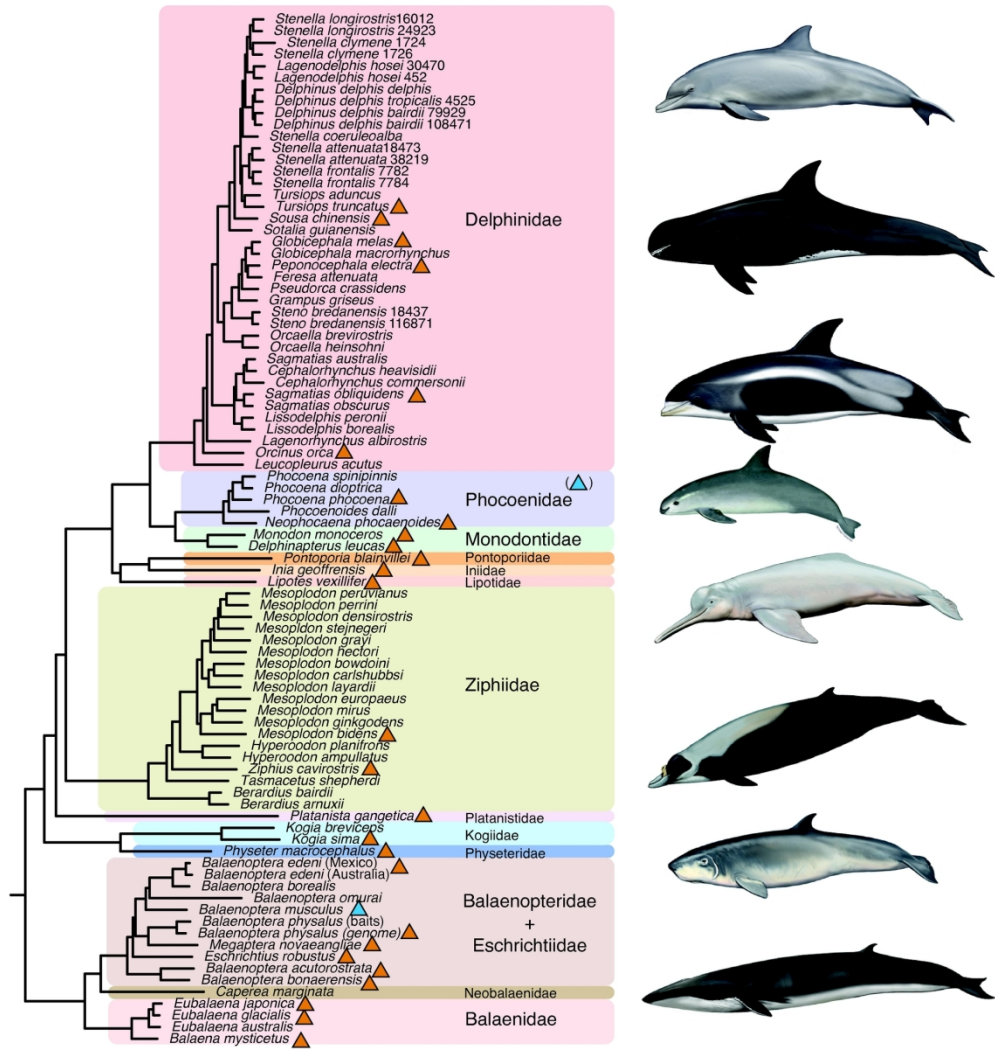 Stenella longirostris16012
Stenella longirostris 24923
Stenella clymene 1724
Stenella clymene 1726
Lagenodelphis hosei 30470
Lagenodelphis hosei 452
Delphinus delphis delphis
Delphinus delphis tropicalis 4525
Delphinus delphis bairdii 79929
Delphinus delphis bairdii 108471
Stenella coeruleoalba
Stenella attenuata18473
Stenella attenuata 38219
Stenella frontalis 7782
Stenella frontalis 7784
Tursiops aduncus
Tursiops truncatus
Sousa chinensis
Delphinidae
Sotalia guianensis
Globicephala melas
Globicephala macrorhynchus
Peponocephala electra
Feresa attenuata
Pseudorca crassidens
Grampus griseus
Steno bredanensis 18437
Steno bredanensis 116871
Orcaella brevirostris
Orcaella heinsohni
Sagmatias australis
Cephalorhynchus heavisidii
Cephalorhynchus commersonii
Sagmatias obliquidens
Sagmatias obscurus
Lissodelphis peronii
Lissodelphis borealis
Lagenorhynchus albirostris
Orcinus orca
Leucopleurus acutus
Phocoena spinipinnis
( )
Phocoena dioptrica
Phocoena phocoena
Phocoenidae
Phocoenoides dalli
Neophocaena phocaenoides
Monodon monoceros
Monodontidae
Delphinapterus leucas
Pontoporia blainvillei
Pontoporiidae
Inia geoffrensis
Iniidae
Lipotes vexillifer
Lipotidae
Mesoplodon peruvianus
Mesoplodon perrini
Mesoplodon densirostris
Mesopldon stejnegeri
Mesoplodon grayi
Mesoplodon hectori
Mesoplodon bowdoini
Mesoplodon carlshubbsi
Mesoplodon layardii
Ziphiidae
Mesoplodon europaeus
Mesoplodon mirus
Mesoplodon ginkgodens
Mesoplodon bidens
Hyperoodon planifrons
Hyperoodon ampullatus
Ziphius cavirostris
Tasmacetus shepherdi
Berardius bairdii
Berardius arnuxii
Platanista gangetica
Platanistidae
Kogia breviceps
Kogiidae
Kogia sima
Physeter macrocephalus
Physeteridae
Balaenoptera edeni (Mexico)
Balaenoptera edeni (Australia)
Balaenoptera borealis
Balaenoptera omurai
Balaenopteridae
Balaenoptera musculus
Balaenoptera physalus (baits)
+
Balaenoptera physalus (genome)
Megaptera novaeangliae
Eschrichtiidae
Eschrichtius robustus
Balaenoptera acutorostrata
Balaenoptera bonaerensis
Caperea marginata
Neobalaenidae
Eubalaena japonica
Eubalaena glacialis
Balaenidae
Eubalaena australis
Balaena mysticetus